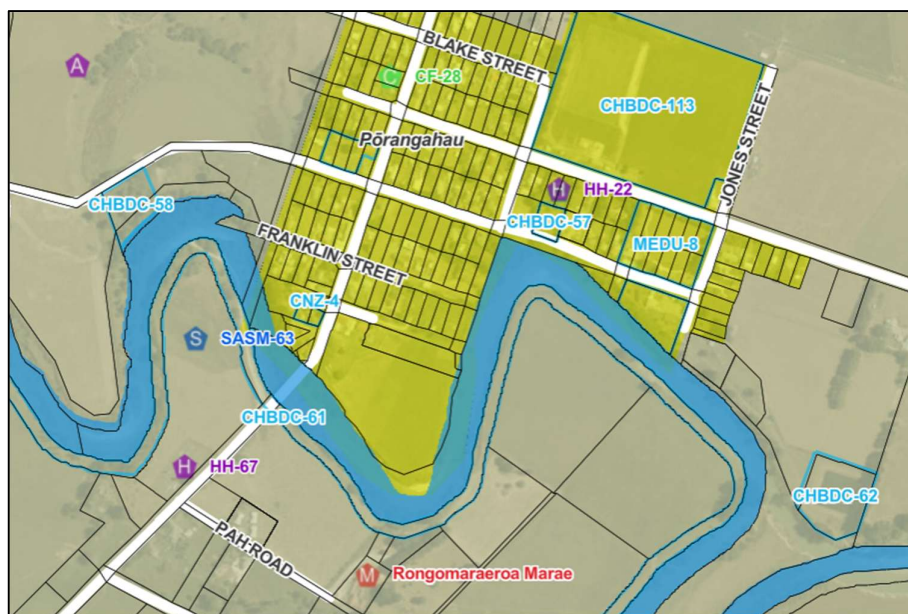 A
BLAKE STREET
C CF-28
CHBDC-113
JONES STREET
Pōrangahau
H HH-22
CHBDC-58
CHBDC-57
MEDU-8
FRANKLIN STREET
CNZ-4
S SASM-63
CHBDC-61
H HH-67
CHBDC-62
PAH ROAD
M Rongomaraeroa Marae